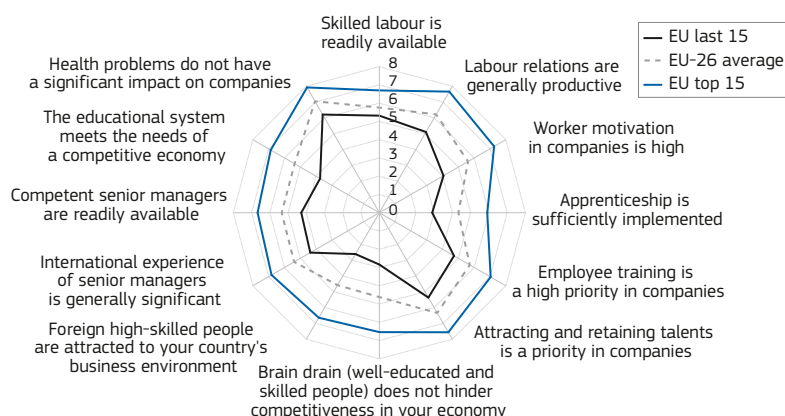 Skilled labour is
readily available
Labour relations are
generally productive
Worker motivation
in companies is high
Apprenticeship is
sufficiently implemented
Employee training is
a high priority in companies
Attracting and retaining talents
is a priority in companies
Brain drain (well-educated and
skilled people) does not hinder
competitiveness in your economy
Foreign high-skilled people
are attracted to your country's
business environment
International experience
of senior managers
is generally significant
Competent senior managers
are readily available
The educational system
meets the needs of
a competitive economy
Health problems do not have
a significant impact on companies
8
7
6
5
4
3
2
1
0
EU last 15
EU-26 average
EU top 15